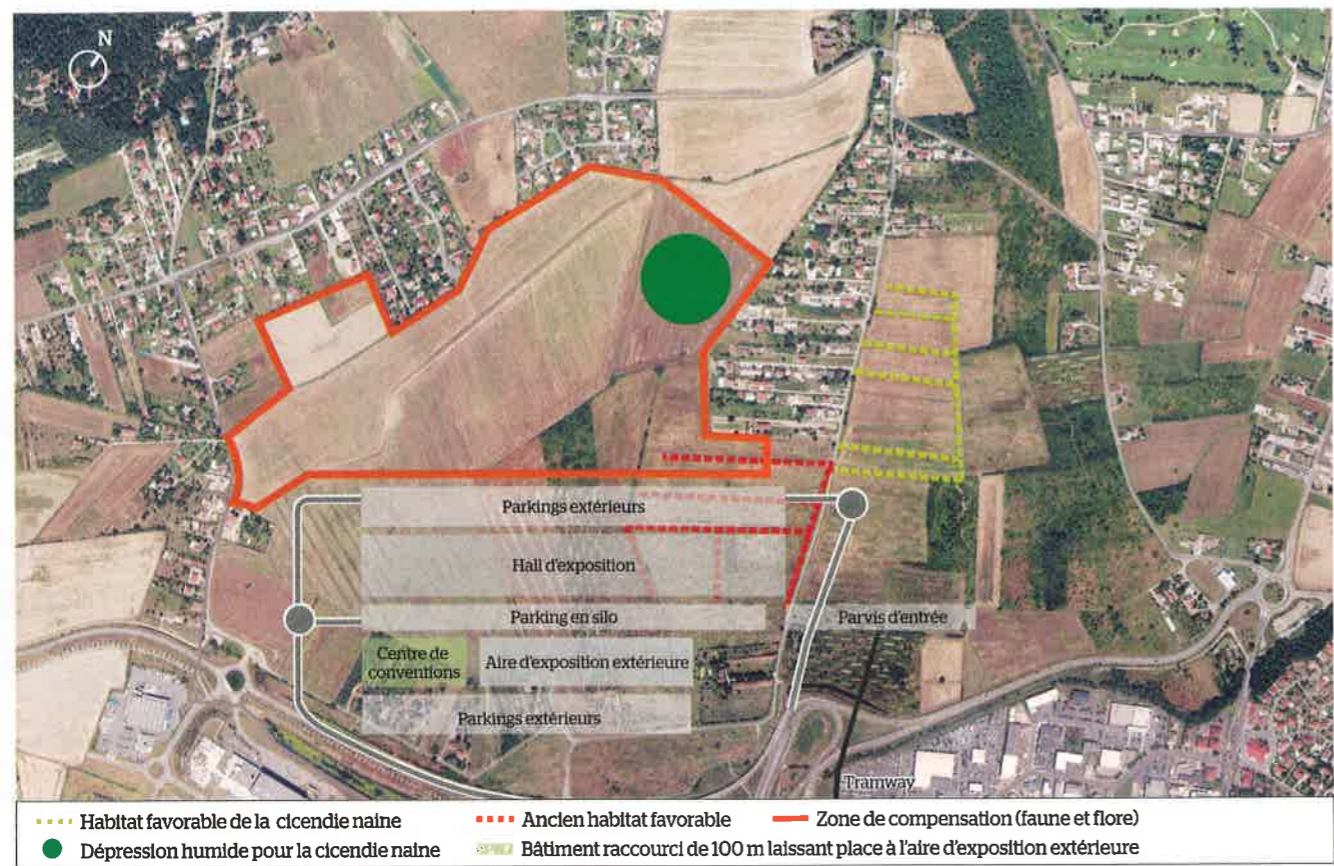 N
Parkings extérieurs
Hall d'exposition
Parking en silo
Parvis d'entrée
Centre de
conventions
Aire d'exposition extérieure
Parkings extérieurs
Tramway
Habitat favorable de la cicendie naine
Ancien habitat favorable
Zone de compensation (faune et flore)
Dépression humide pour la cicendie naine
Bâtiment raccourci de 100 m laissant place à l'aire d'exposition extérieure